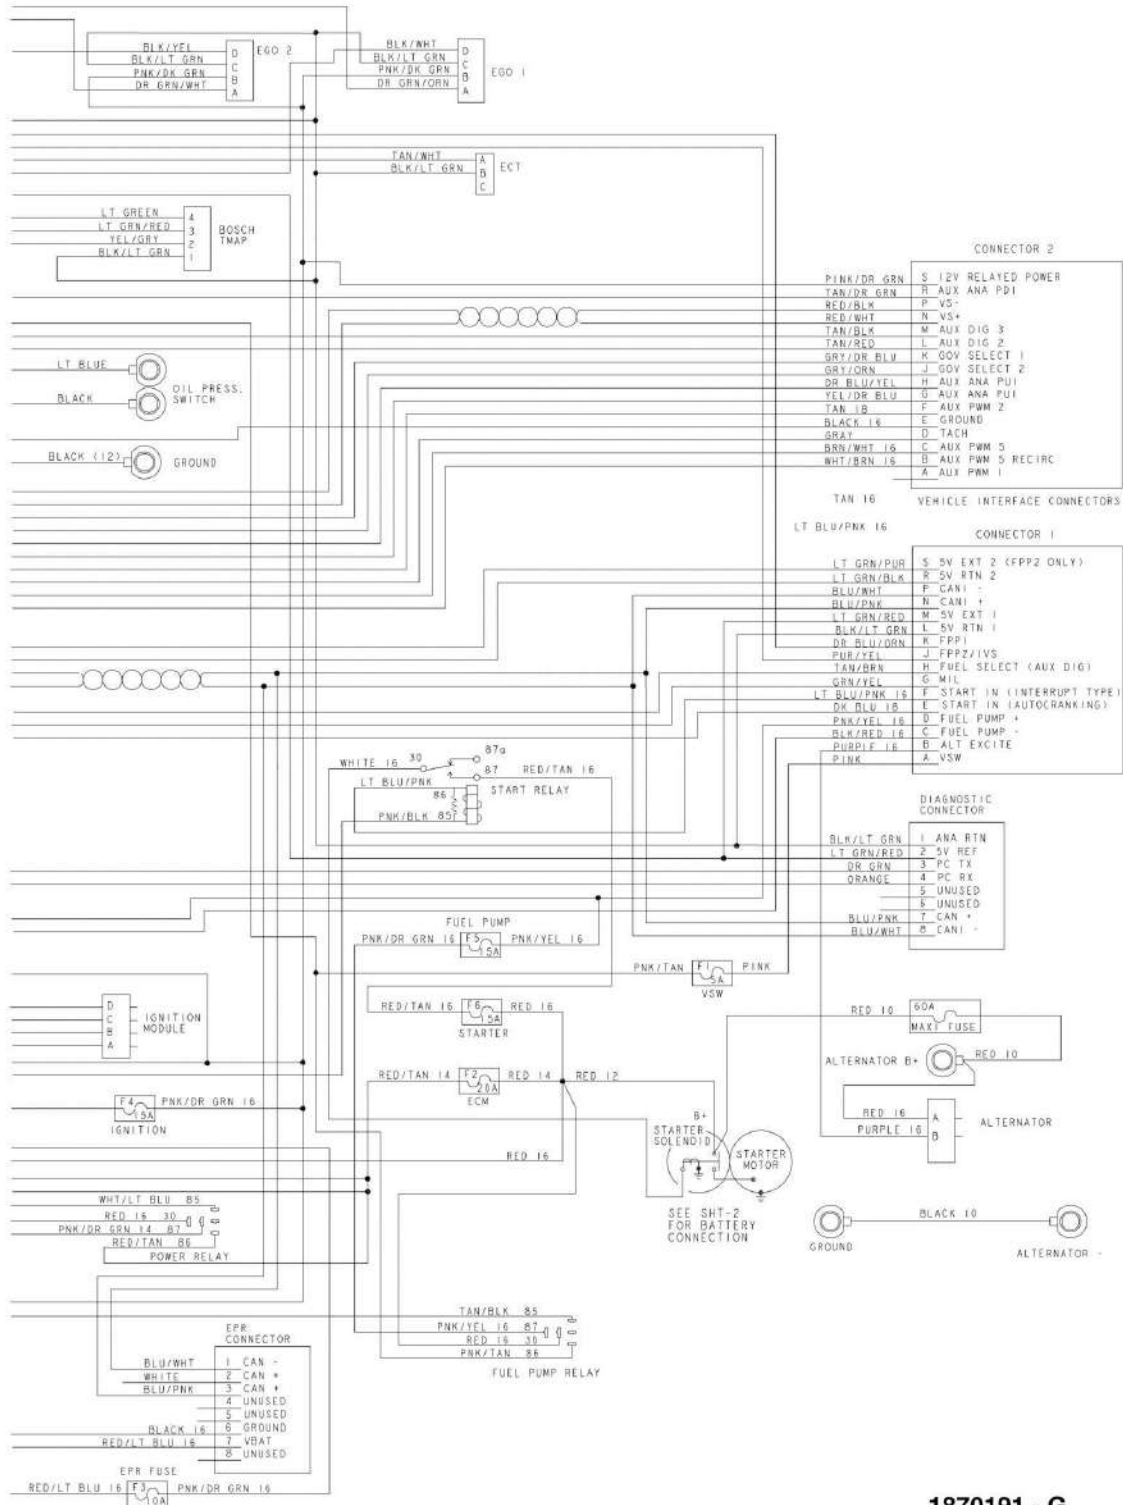 BLK/YEL D EGO 2
BLK/LT GRN C
PNK/DK GRN B
DR GRN/WHT A
BLK/WHT D
BLK/LT GRN C
PNK/DK GRN B EGO 1
DR GRN/ORN A
TAN/WHT A
BLK/LT GRN B ECT
C
LT GREEN 4
LT GRN/RED 3 BOSCH
YEL/GRY 2 TMAP
BLK/LT GRN 1
CONNECTOR 2
PINK/DR GRN S 12V RELAYED POWER
TAN/DR GRN R AUX ANA PD1
RED/BLK P VS-
RED/WHT N VS+
TAN/BLK M AUX DIG 3
TAN/RED L AUX DIG 2
GRY/DR BLU K GOV SELECT 1
GRY/ORN J GOV SELECT 2
DR BLU/YEL H AUX ANA PU1
YEL/DR BLU G AUX ANA PU1
TAN 18 F AUX PWM 2
BLACK 16 E GROUND
GRAY D TACH
BRN/WHT 16 C AUX PWM 5
WHT/BRN 16 B AUX PWM 5 RECIRC
A AUX PWM 1
TAN 16
VEHICLE INTERFACE CONNECTORS
LT BLUE
OIL PRESS.
SWITCH
BLACK
BLACK (12) GROUND
LT BLU/PNK 16
CONNECTOR 1
LT GRN/PUR S 5V EXT 2 (FPP2 ONLY)
LT GRN/BLK R 5V RTN 2
BLU/WHT P CAN1 -
BLU/PNK N CAN1 +
LT GRN/RED M 5V EXT 1
BLK/LT GRN L 5V RTN 1
DR BLU/ORN K FPP1
PUR/YEL J FPP2/IVS
TAN/BRN H FUEL SELECT (AUX DIG)
GRN/YEL G MIL
LT BLU/PNK 16 F START IN (INTERRUPT TYPE)
DK BLU 18 E START IN (AUTOCRANKING)
PNK/YEL 16 D FUEL PUMP +
BLK/RED 16 C FUEL PUMP -
PURPLE 16 B ALT EXCITE
PINK A VSW
WHITE 16 30 87a
87 RED/TAN 16
LT BLU/PNK 86 START RELAY
PNK/BLK 85
DIAGNOSTIC
CONNECTOR
BLK/LT GRN 1 ANA RTN
LT GRN/RED 2 5V REF
DR GRN 3 PC TX
ORANGE 4 PC RX
5 UNUSED
6 UNUSED
BLU/PNK 7 CAN +
BLU/WHT 8 CAN1 -
FUEL PUMP
PNK/DR GRN 16 F5 15A PNK/YEL 16
PNK/TAN F1 5A PINK
VSW
RED/TAN 16 F6 15A RED 16
STARTER
D
C IGNITION
B MODULE
A
RED 10 60A
MAXI FUSE
ALTERNATOR B+ RED 10
RED/TAN 14 F2 20A RED 14 RED 12
ECM
F4 15A PNK/DR GRN 16
IGNITION
RED 16 A ALTERNATOR
PURPLE 16 B
B+
STARTER
SOLENOID
STARTER
MOTOR
RED 16
SEE SHT-2
FOR BATTERY
CONNECTION
BLACK 10
GROUND
ALTERNATOR -
WHT/LT BLU 85
RED 16 30
PNK/DR GRN 14 87
RED/TAN 86
POWER RELAY
TAN/BLK 85
PNK/YEL 16 87
RED 16 30
PNK/TAN 86
FUEL PUMP RELAY
EPR
CONNECTOR
BLU/WHT 1 CAN -
WHITE 2 CAN +
BLU/PNK 3 CAN +
4 UNUSED
5 UNUSED
BLACK 16 6 GROUND
RED/LT BLU 16 7 VBAT
8 UNUSED
EPR FUSE
RED/LT BLU 16 F3 10A PNK/DR GRN 16